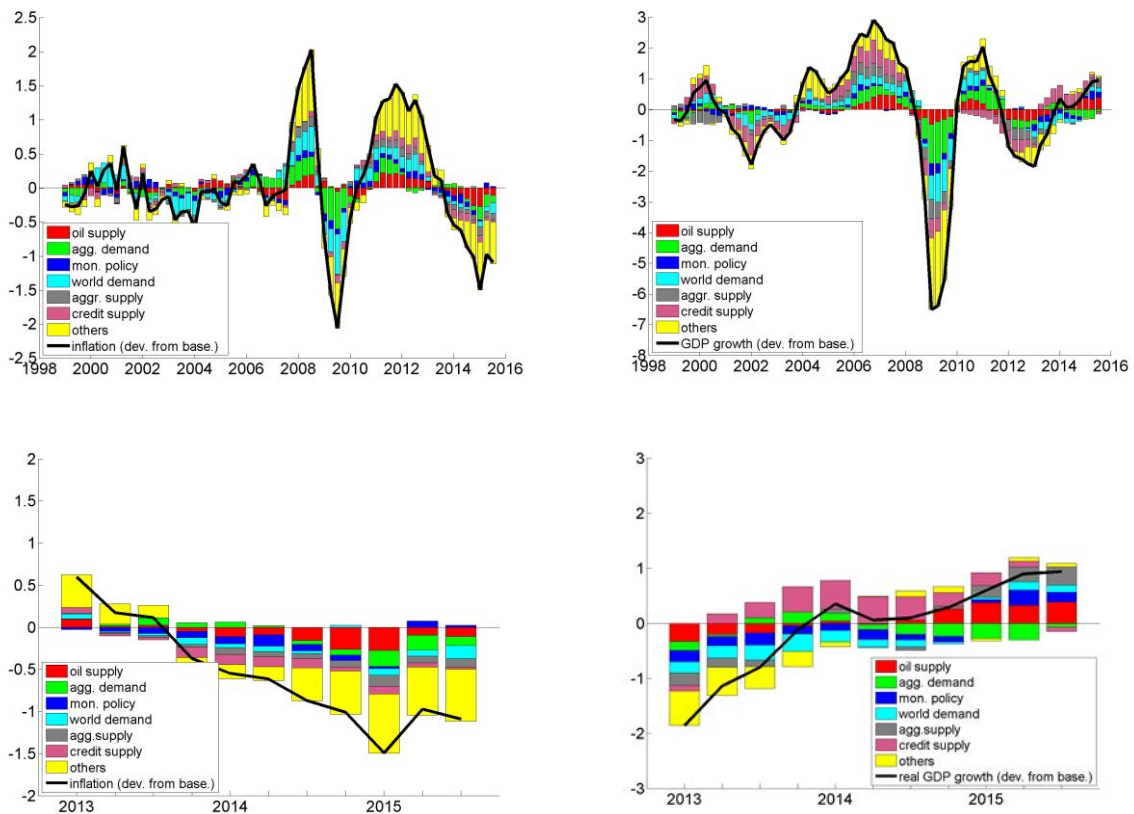 2.5
2
1.5
1
0.5
0
-0.5
-1
-1.5
-2
-2.5
1998 2000 2002 2004 2006 2008 2010 2012 2014 2016
oil supply
agg. demand
mon. policy
world demand
aggr. supply
credit supply
others
inflation (dev. from base.)
3
2
1
0
-1
-2
-3
-4
-5
-6
-7
-8
1998 2000 2002 2004 2006 2008 2010 2012 2014 2016
oil supply
agg. demand
mon. policy
world demand
aggr. supply
credit supply
others
GDP growth (dev. from base.)
2
1.5
1
0.5
0
-0.5
-1
-1.5
-2
2013 2014 2015
oil supply
agg. demand
mon. policy
world demand
agg.supply
credit supply
others
inflation (dev. from base.)
3
2
1
0
-1
-2
-3
2013 2014 2015
oil supply
agg. demand
mon. policy
world demand
agg.supply
credit supply
others
real GDP growth (dev. from base.)